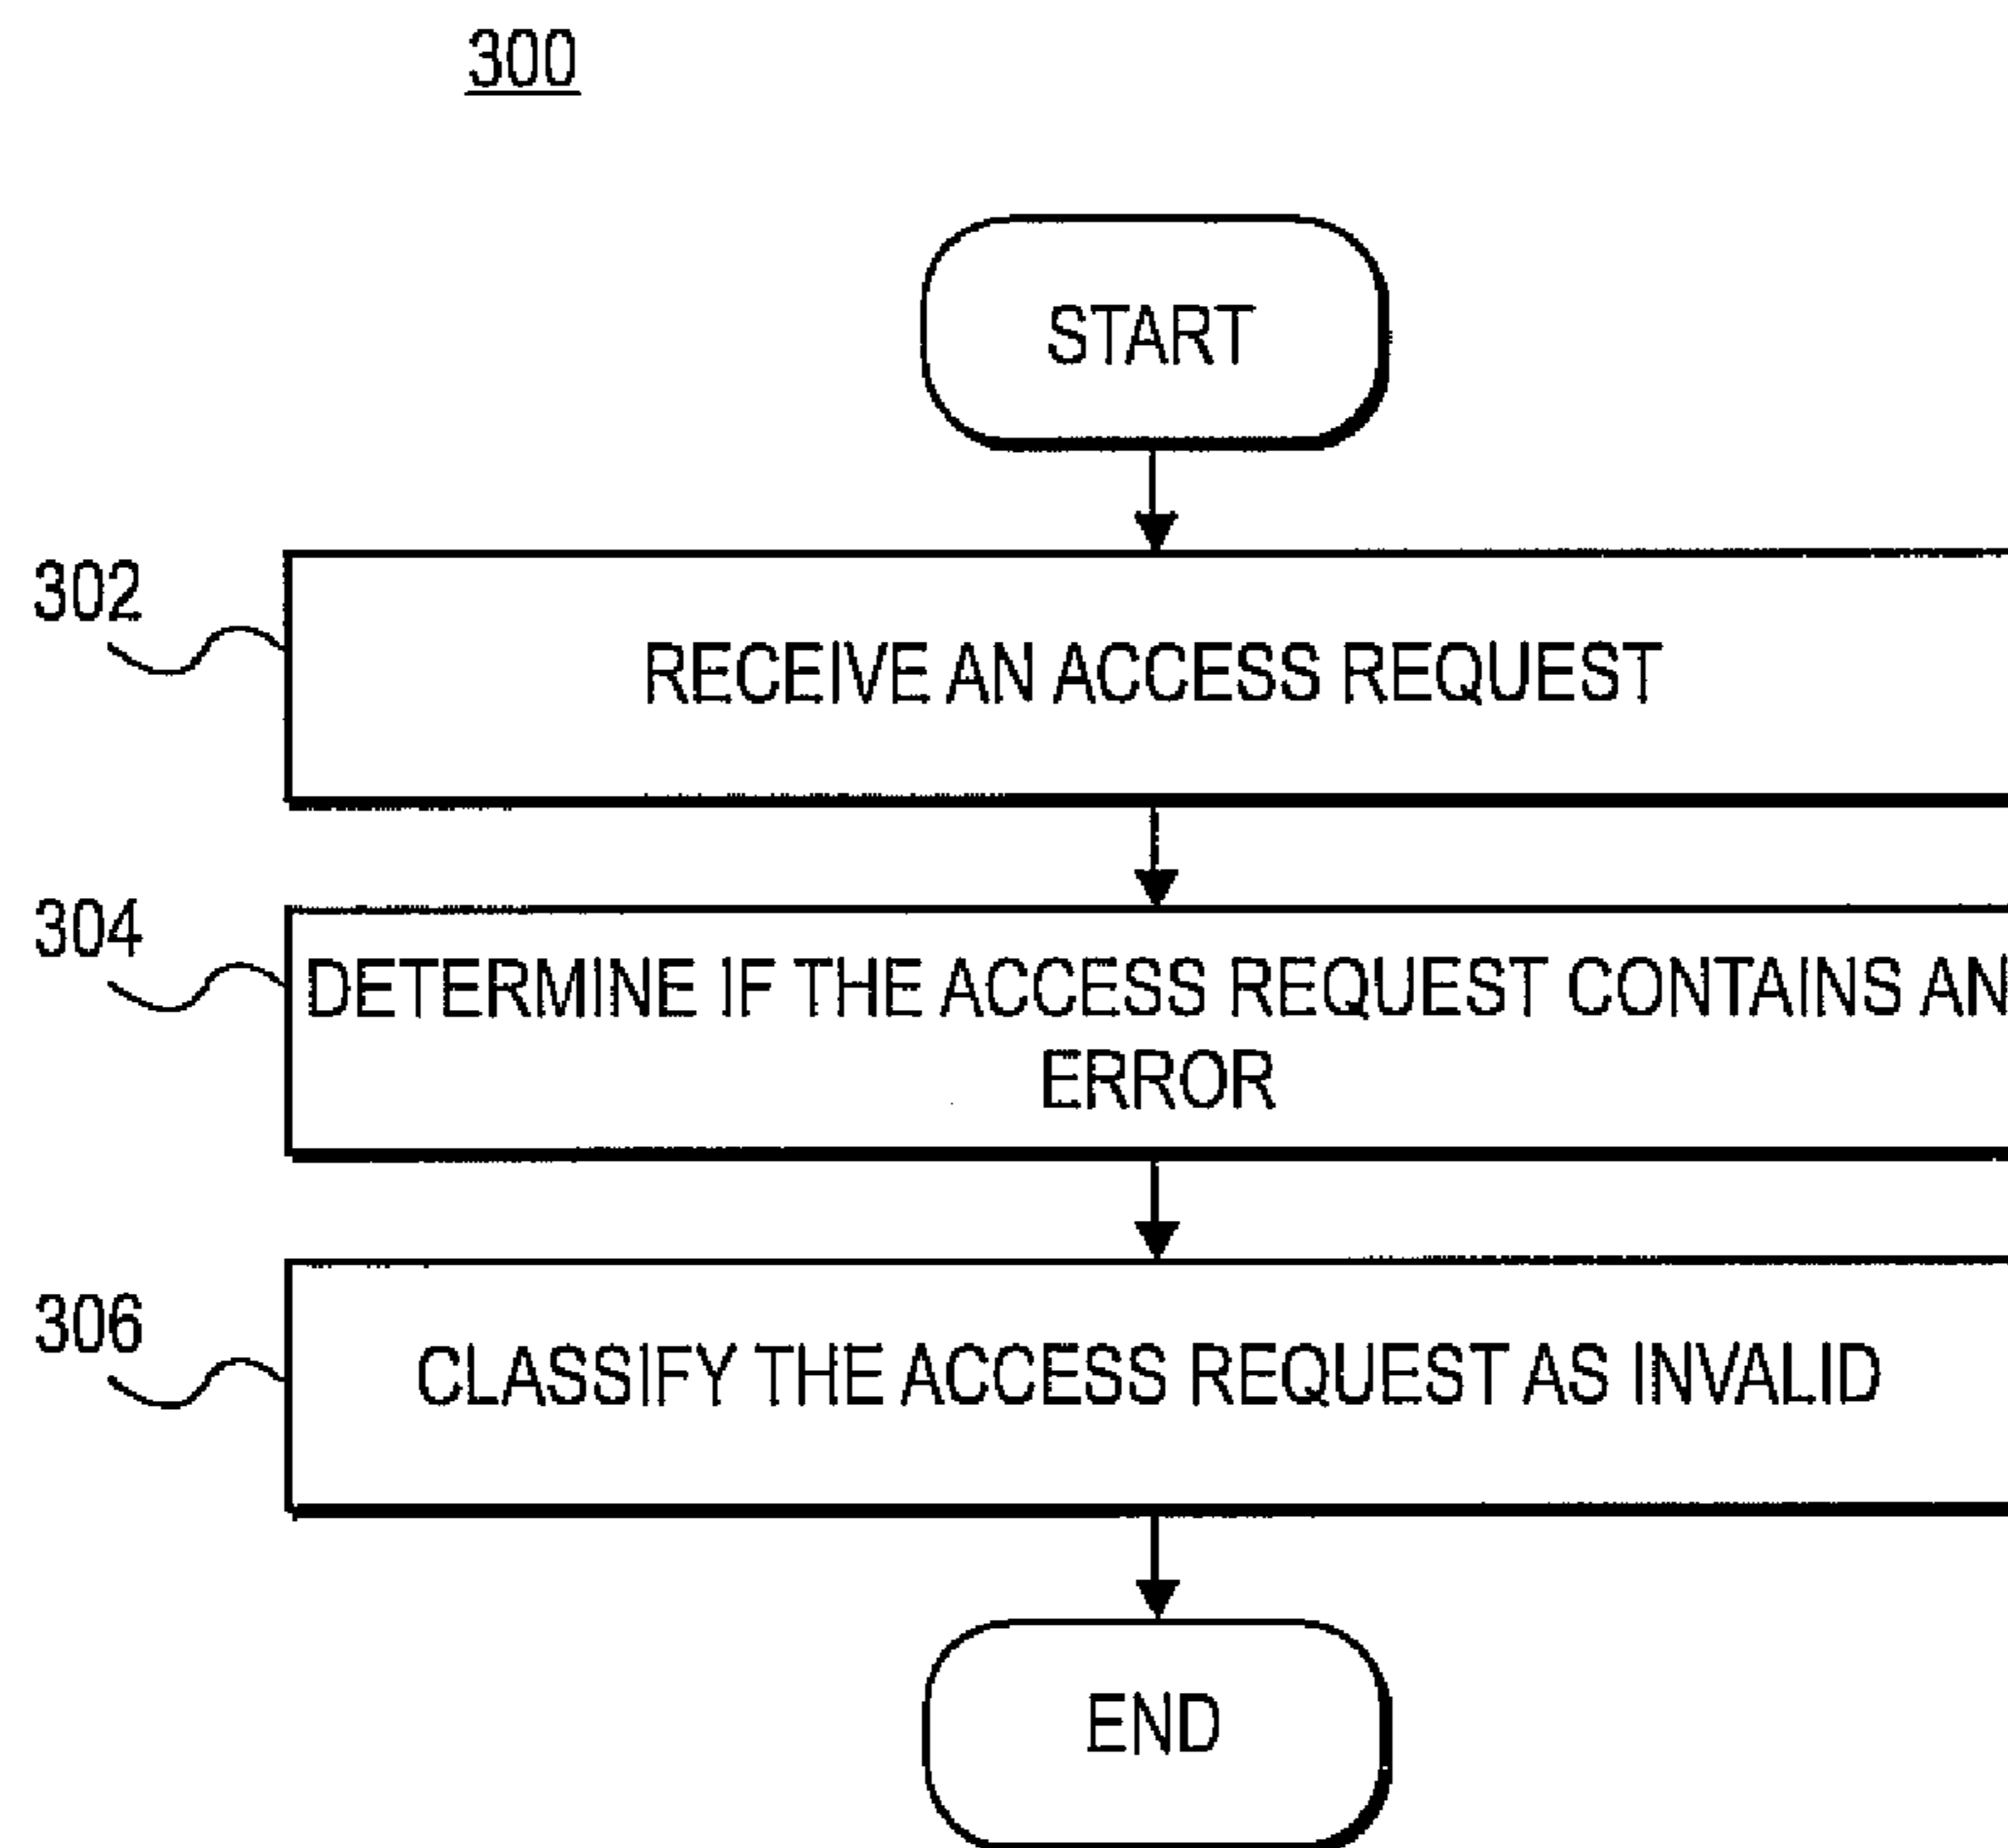 300
START
302
RECEIVE AN ACCESS REQUEST
304
DETERMINE IF THE ACCESS REQUEST CONTAINS AN
ERROR
306
CLASSIFY THE ACCESS REQUEST AS INVALID
END